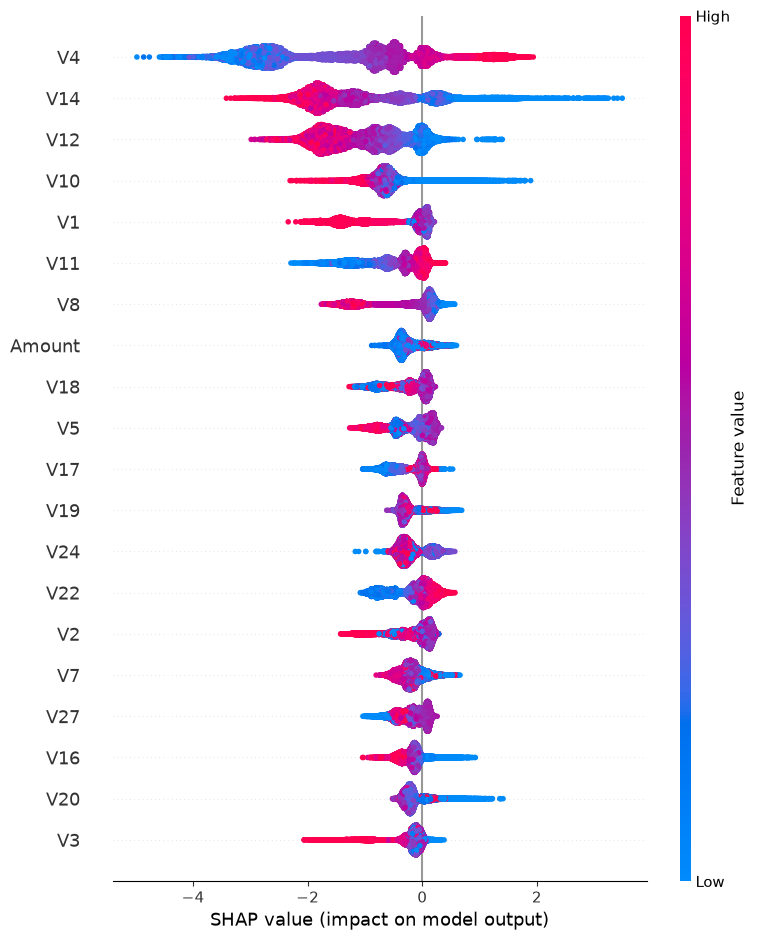 High
V4
V14
V12
V10
V1
V11
V8
Amount
V18
V5
V17
V19
V24
V22
V2
V7
V27
V16
V20
V3
Feature value
Low
−4 −2 0 2
SHAP value (impact on model output)